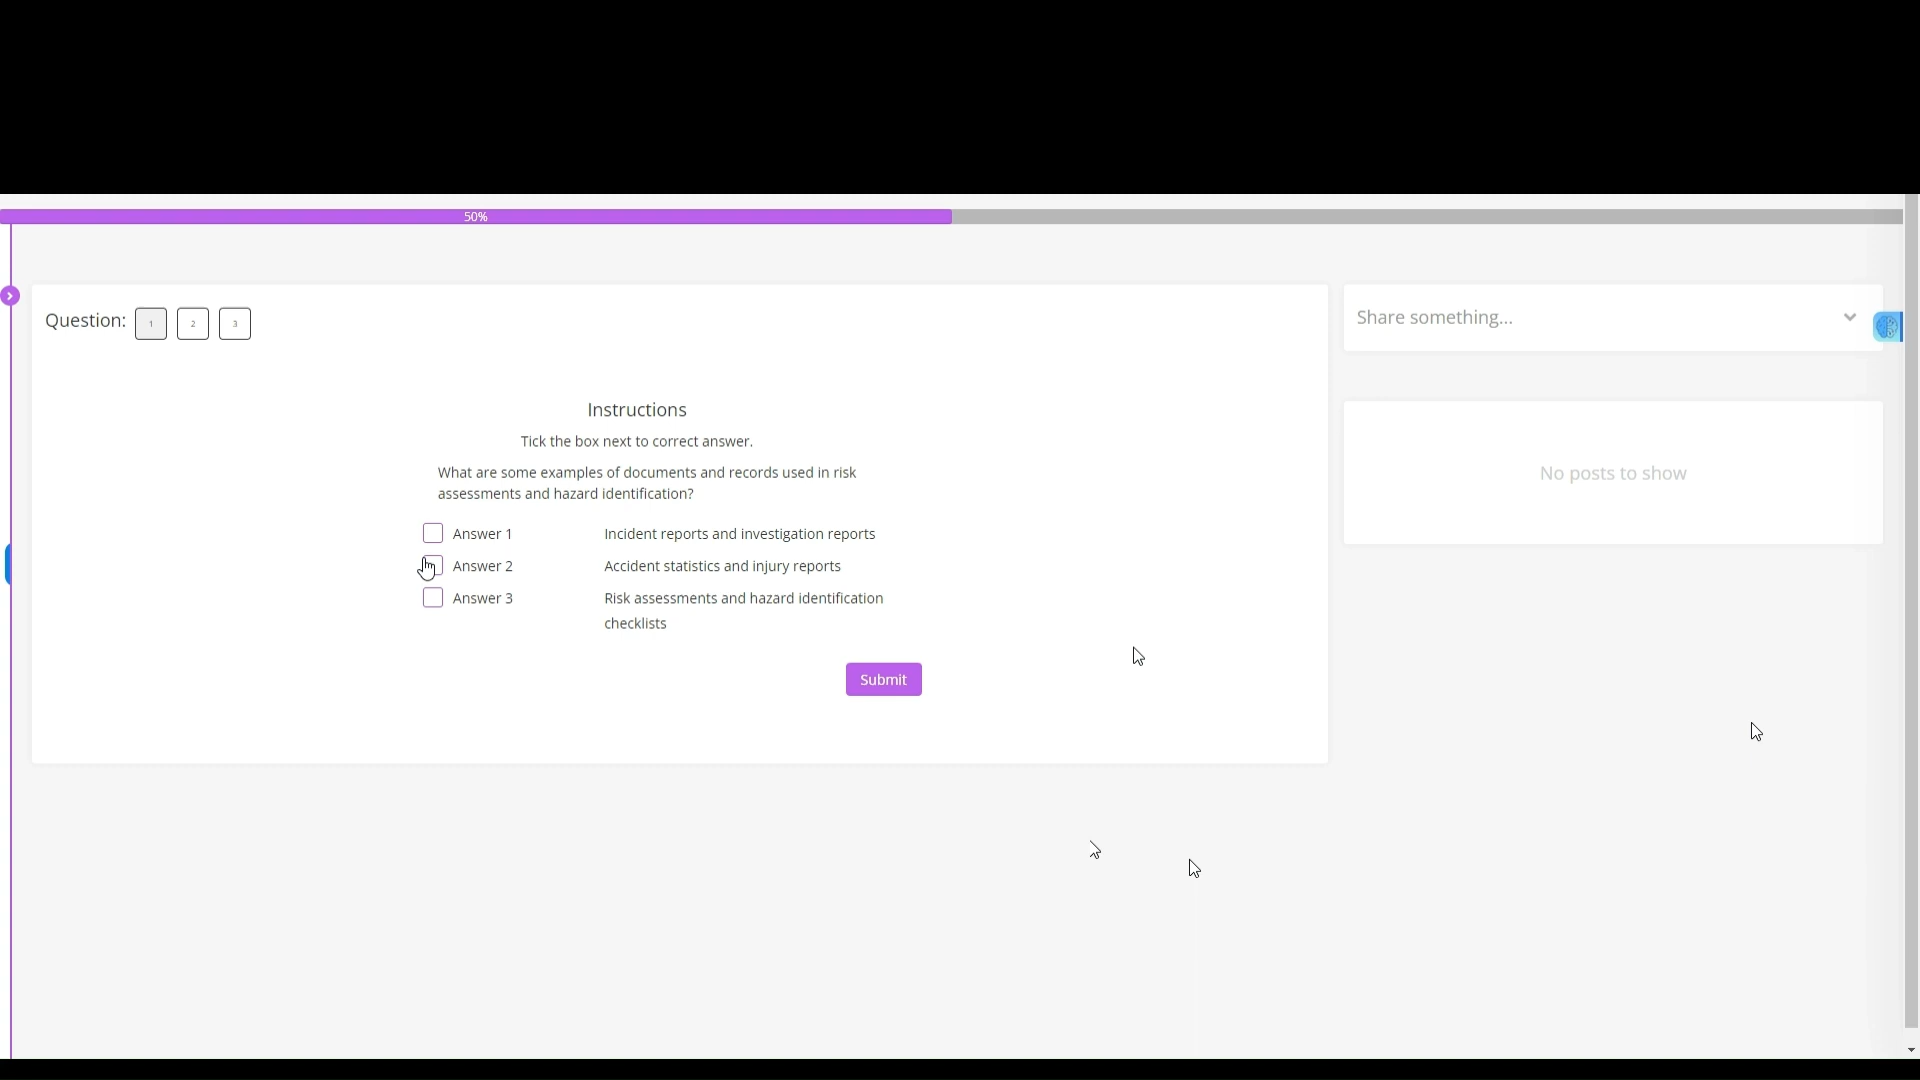 50%
Question: 1 2 3
Share something...
Instructions
Tick the box next to correct answer.
No posts to show
What are some examples of documents and records used in risk
assessments and hazard identification?
Answer 1 Incident reports and investigation reports
Answer 2 Accident statistics and injury reports
Answer 3 Risk assessments and hazard identification
checklists
Submit